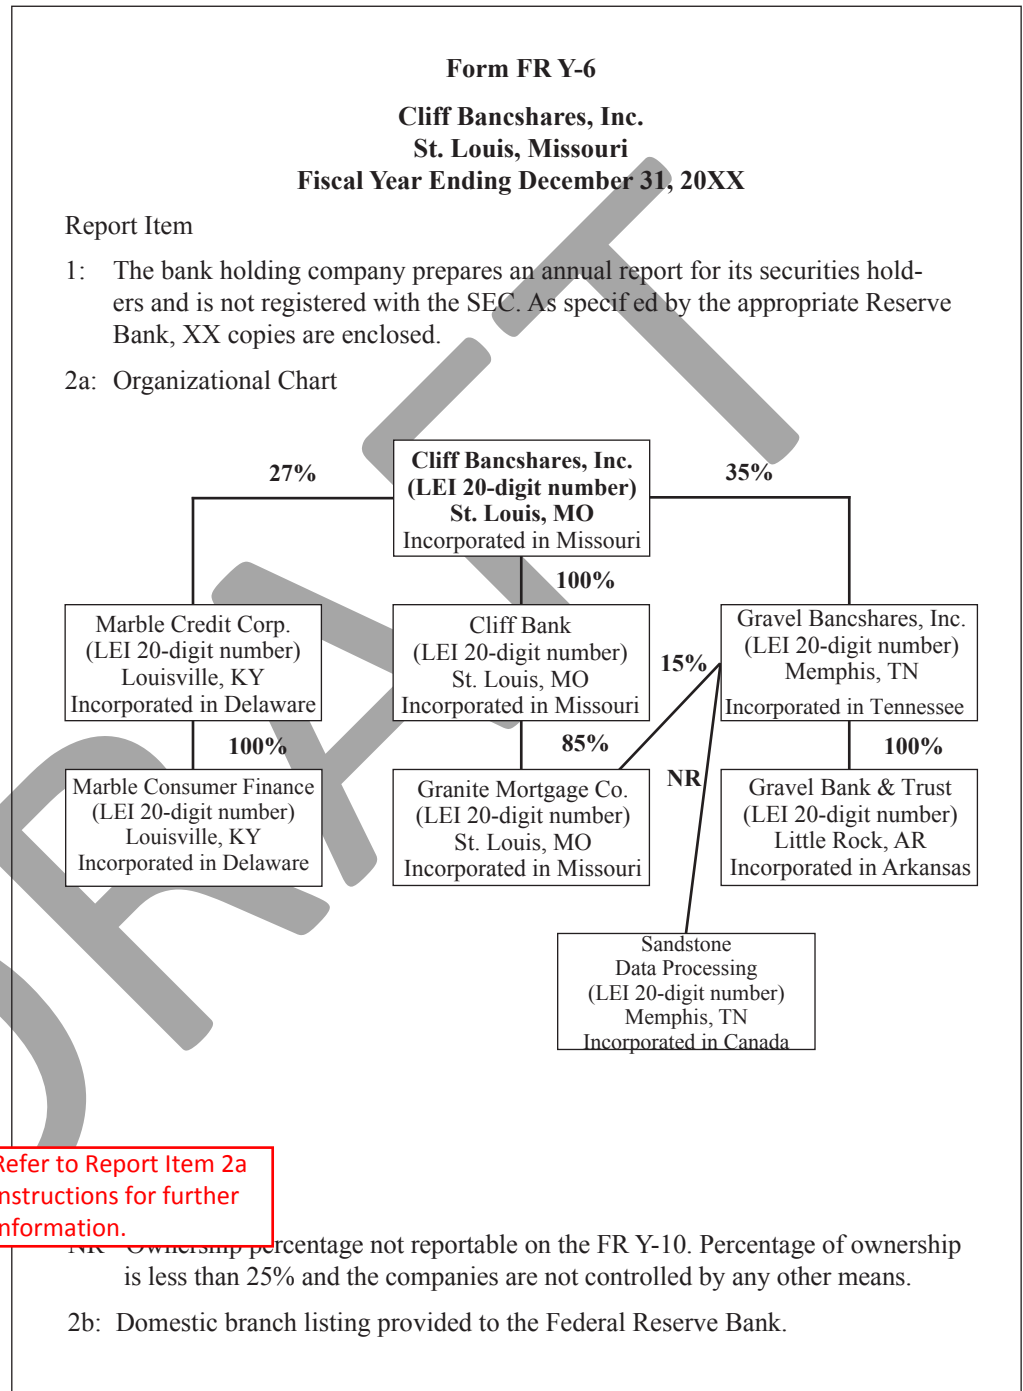 Form FR Y-6
Cliff Bancshares, Inc.
St. Louis, Missouri
Fiscal Year Ending December 31, 20XX
Report Item
1: The bank holding company prepares an annual report for its securities hold-
ers and is not registered with the SEC. As specif ed by the appropriate Reserve
Bank, XX copies are enclosed.
2a: Organizational Chart
27%
Cliff Bancshares, Inc.
(LEI 20-digit number)
St. Louis, MO
Incorporated in Missouri
35%
100%
Marble Credit Corp.
(LEI 20-digit number)
Louisville, KY
Incorporated in Delaware
Cliff Bank
(LEI 20-digit number)
St. Louis, MO
Incorporated in Missouri
15%
Gravel Bancshares, Inc.
(LEI 20-digit number)
Memphis, TN
Incorporated in Tennessee
100%
85%
NR
100%
Marble Consumer Finance
(LEI 20-digit number)
Louisville, KY
Incorporated in Delaware
Granite Mortgage Co.
(LEI 20-digit number)
St. Louis, MO
Incorporated in Missouri
Gravel Bank & Trust
(LEI 20-digit number)
Little Rock, AR
Incorporated in Arkansas
Sandstone
Data Processing
(LEI 20-digit number)
Memphis, TN
Incorporated in Canada
Refer to Report Item 2a
instructions for further
information.
NR Ownership percentage not reportable on the FR Y-10. Percentage of ownership
is less than 25% and the companies are not controlled by any other means.
2b: Domestic branch listing provided to the Federal Reserve Bank.
DRAFT